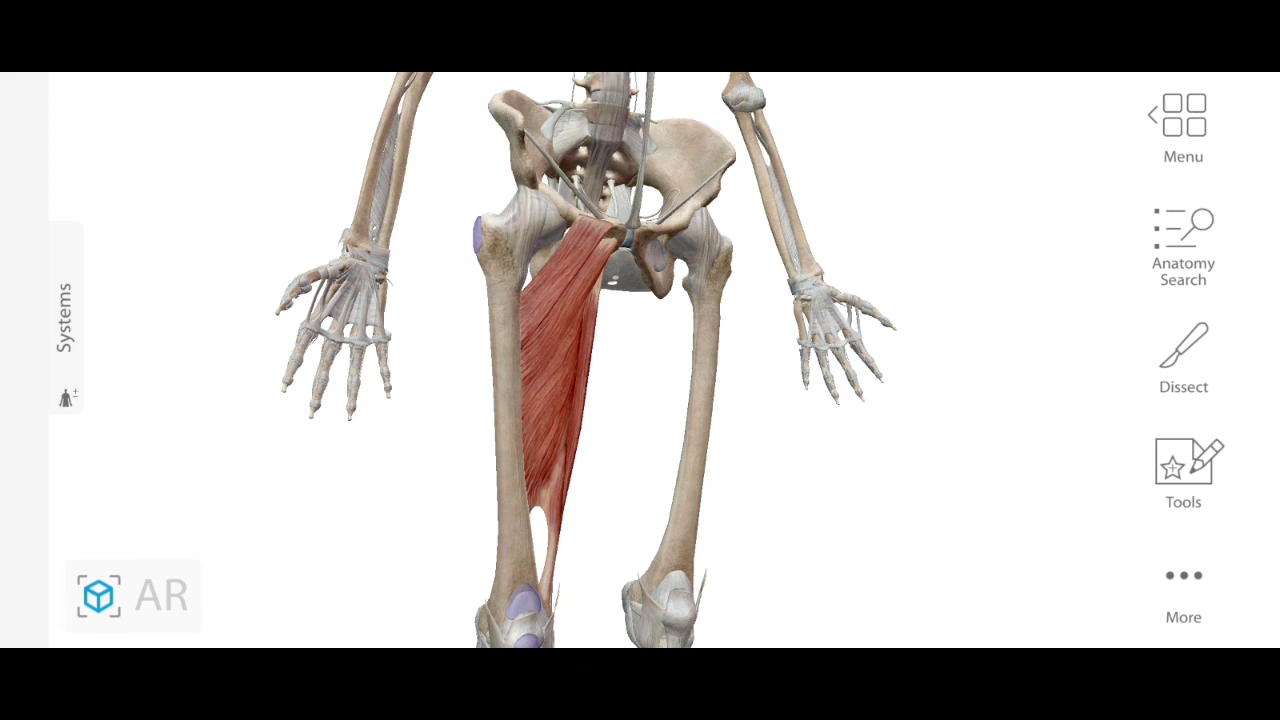 Menu
Anatomy
Search
Dissect
Tools
More
Systems
AR